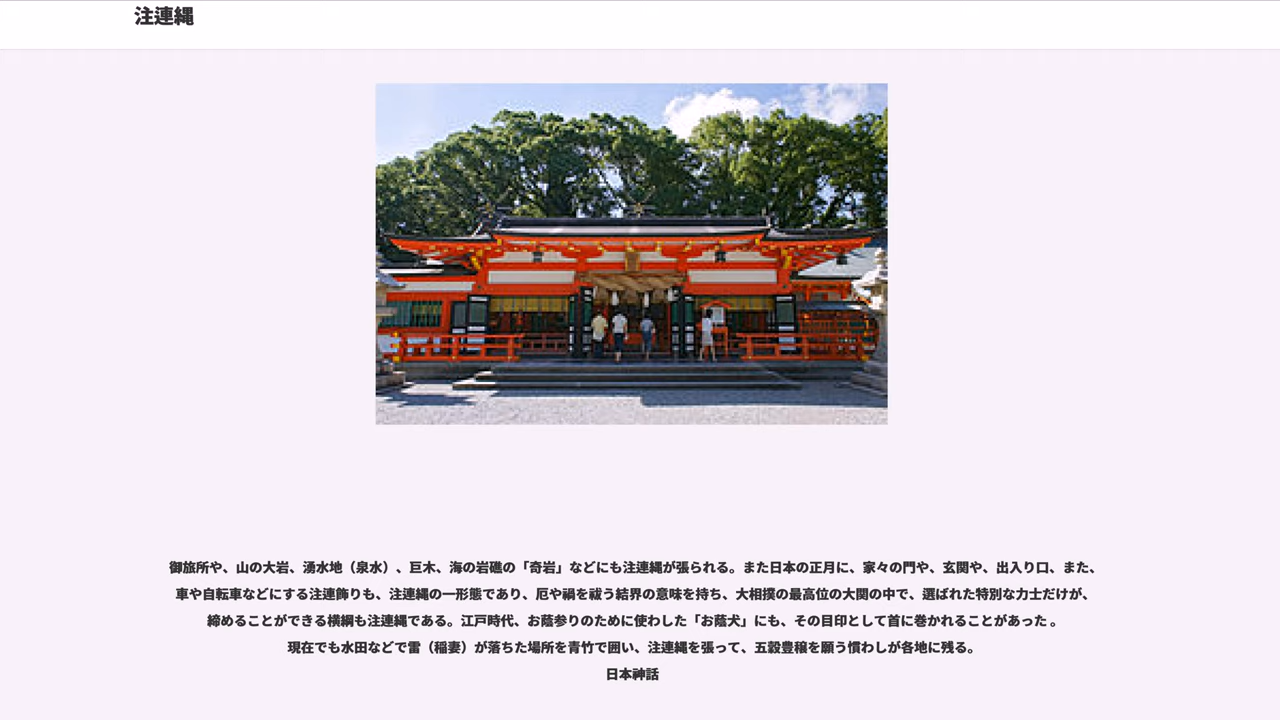 注連縄
御旅所や、山の大岩、湧水地（泉水）、巨木、海の岩礁の「奇岩」などにも注連縄が張られる。また日本の正月に、家々の門や、玄関や、出入り口、また、
車や自転車などにする注連飾りも、注連縄の一形態であり、厄や禍を祓う結界の意味を持ち、大相撲の最高位の大関の中で、選ばれた特別な力士だけが、
締めることができる横綱も注連縄である。江戸時代、お蔭参りのために使わした「お蔭犬」にも、その目印として首に巻かれることがあった 。
現在でも水田などで雷（稲妻）が落ちた場所を青竹で囲い、注連縄を張って、五穀豊穣を願う慣わしが各地に残る。
日本神話